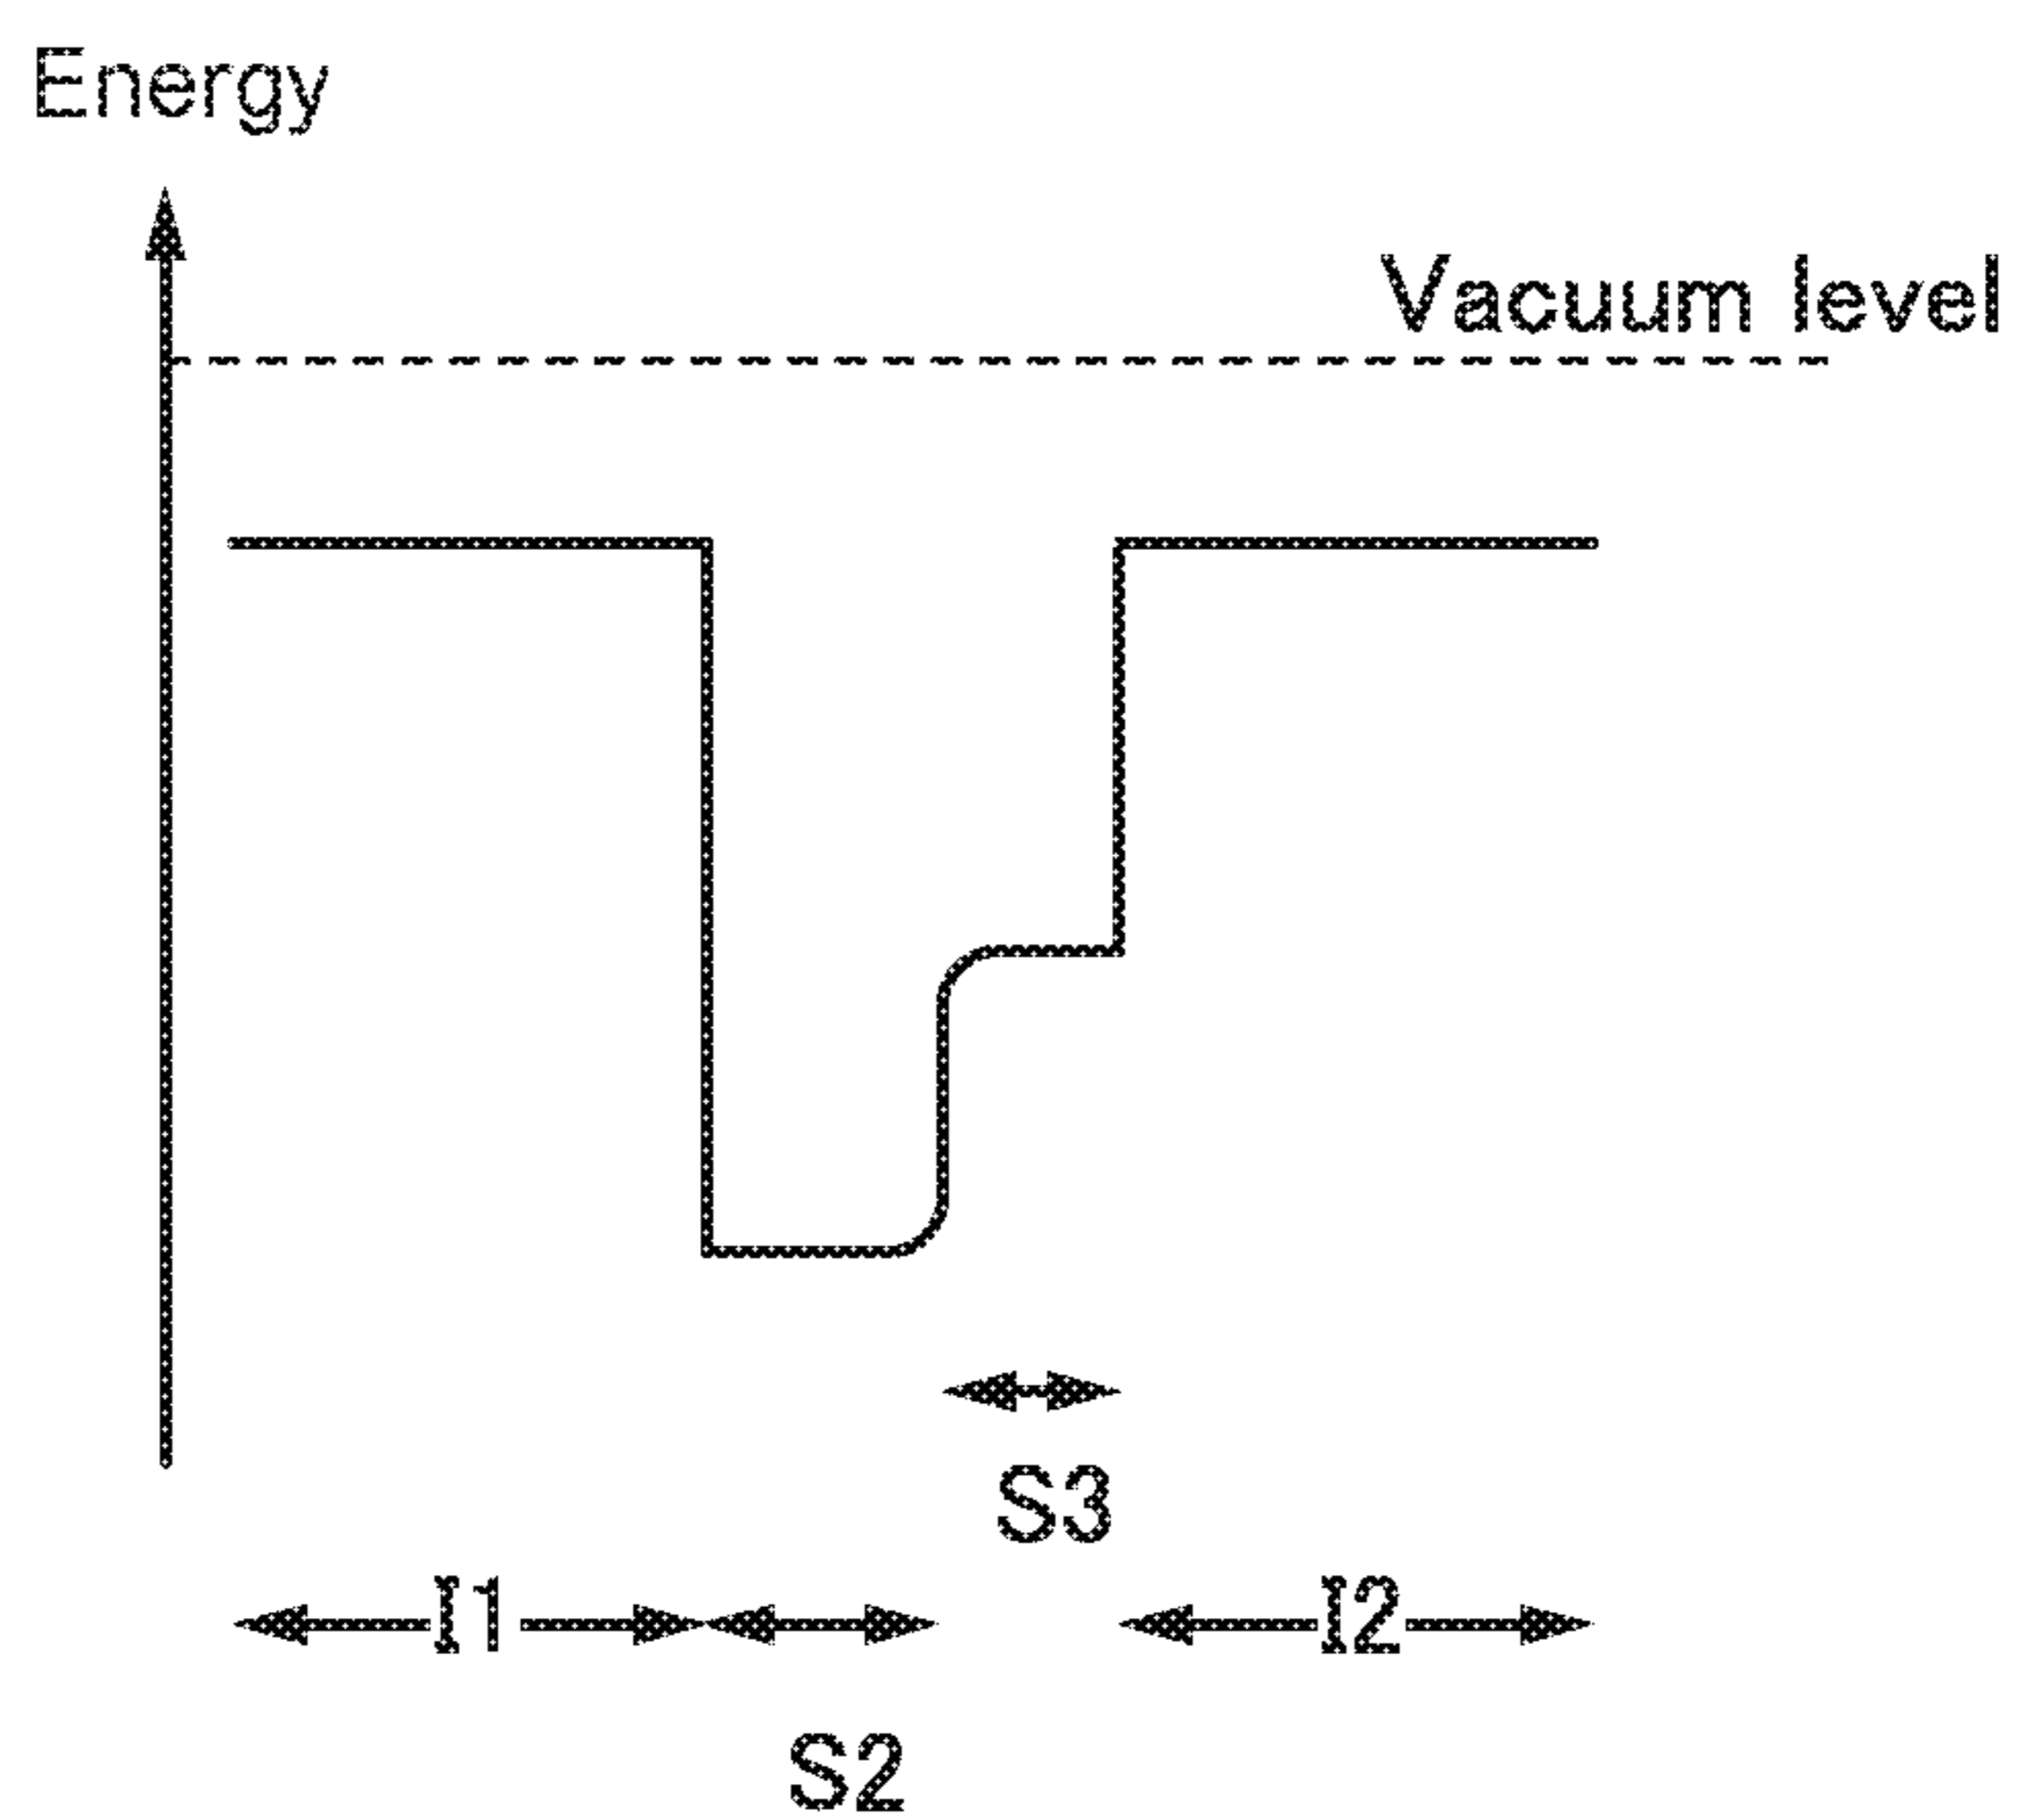 Energy
Vacuum level
S3
I1
I2
S2